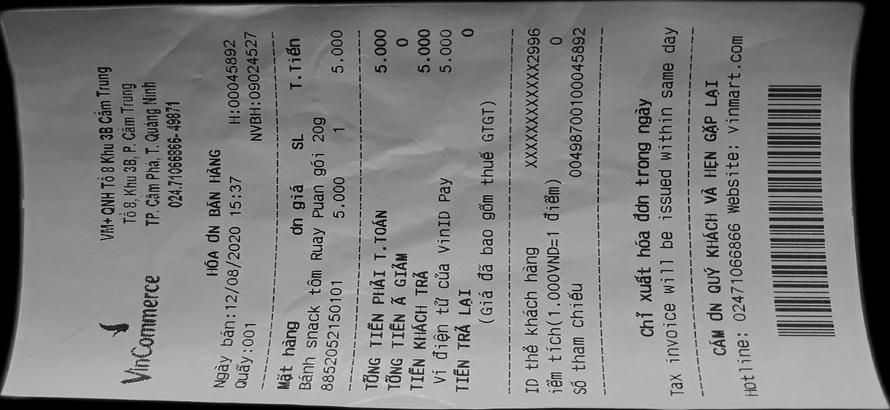 VinCommerce
VM+ QNH Tổ 8 Khu 3B Cẩm Trung
Tổ 8, Khu 3B, P. Cẩm Trung
TP. Cẩm Phả, T. Quảng Ninh
024.71066866-49871
HÓA ĐN BÁN HÀNG
Ngày bán:12/08/2020 15:37 H:00045892
Quầy:001 NVBH:09024527
Mặt hàng ơn giá SL T.Tiền
Bánh snack tôm Ruay Puan gói 20g
8852052150101 5.000 1 5.000
TỔNG TIỀN PHẢI T.TOÁN 5.000
TỔNG TIỀN Ã GIẢM 0
TIỀN KHÁCH TRẢ 5.000
Ví điện tử của VinID Pay 5.000
TIỀN TRẢ LẠI 0
(Giá đã bao gồm thuế GTGT)
ID thẻ khách hàng XXXXXXXXXXXXX2996
iểm tích(1.000VND=1 điểm) 0
Số tham chiếu 004987001000​45892
Chỉ xuất hóa đơn trong ngày
Tax invoice will be issued within same day
CẢM ƠN QUÝ KHÁCH VÀ HẸN GẶP LẠI
Hotline: 02471066866 Website: vinmart.com